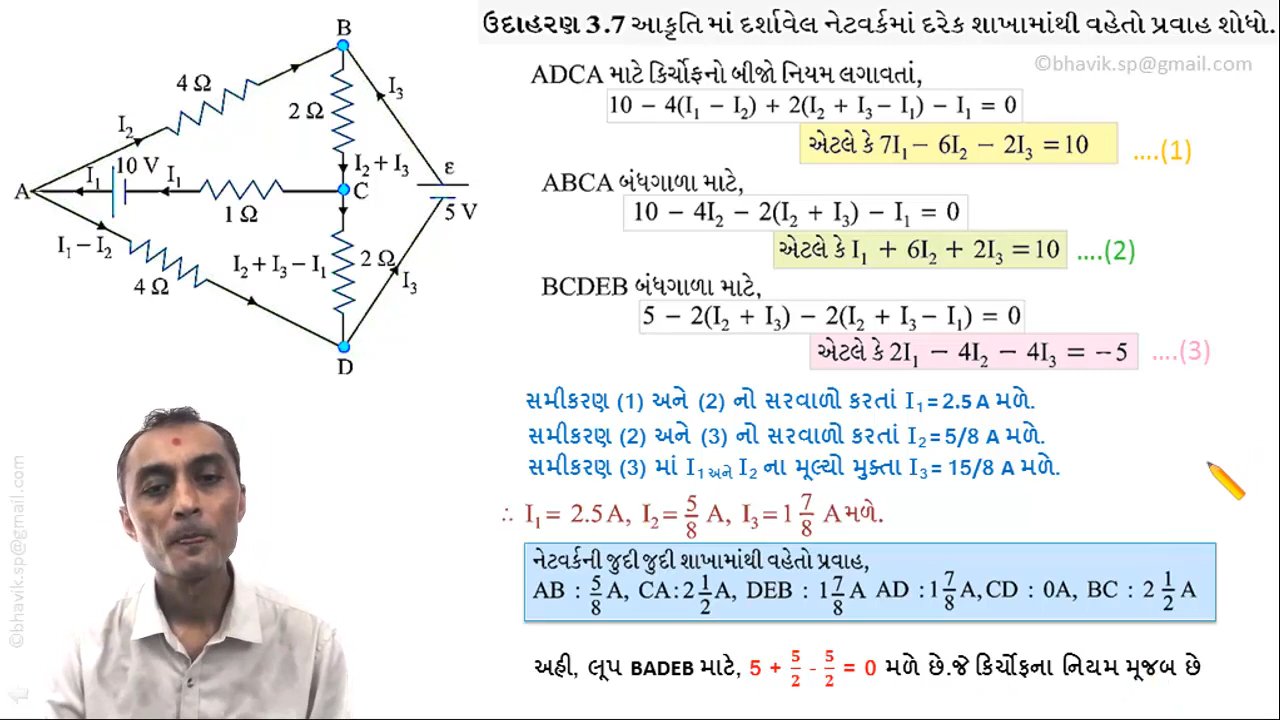 ઉદાહરણ 3.7 આકૃતિ માં દર્શાવેલ નેટવર્કમાં દરેક શાખામાંથી વહેતો પ્રવાહ શોધો.
©bhavik.sp@gmail.com
ADCA માટે કિર્ચોફનો બીજો નિયમ લગાવતાં,
10 – 4(I₁ – I₂) + 2(I₂ + I₃ – I₁) – I₁ = 0
એટલે કે 7I₁ – 6I₂ – 2I₃ = 10 ....(1)
ABCA બંધગાળા માટે,
10 – 4I₂ – 2(I₂ + I₃) – I₁ = 0
એટલે કે I₁ + 6I₂ + 2I₃ = 10 ....(2)
BCDEB બંધગાળા માટે,
5 – 2(I₂ + I₃) – 2(I₂ + I₃ – I₁) = 0
એટલે કે 2I₁ – 4I₂ – 4I₃ = –5 ....(3)
સમીકરણ (1) અને (2) નો સરવાળો કરતાં I₁ = 2.5 A મળે.
સમીકરણ (2) અને (3) નો સરવાળો કરતાં I₂ = 5/8 A મળે.
સમીકરણ (3) માં I₁ અને I₂ ના મૂલ્યો મુક્તા I₃ = 15/8 A મળે.
∴ I₁ = 2.5 A, I₂ = 5/8 A, I₃ = 1 7/8 A મળે.
નેટવર્કની જુદી જુદી શાખામાંથી વહેતો પ્રવાહ,
AB : 5/8 A, CA : 2 1/2 A, DEB : 1 7/8 A AD : 1 7/8 A, CD : 0A, BC : 2 1/2 A
અહી, લૂપ BADEB માટે, 5 + 5/2 - 5/2 = 0 મળે છે.જે કિર્ચોફના નિયમ મૂજબ છે
B
4 Ω
I₂
2 Ω
I₃
10 V
I₂ + I₃
ε
A
I₁
I₁
C
1 Ω
5 V
I₁ – I₂
I₂ + I₃ – I₁
2 Ω
I₃
4 Ω
D
©bhavik.sp@gmail.com